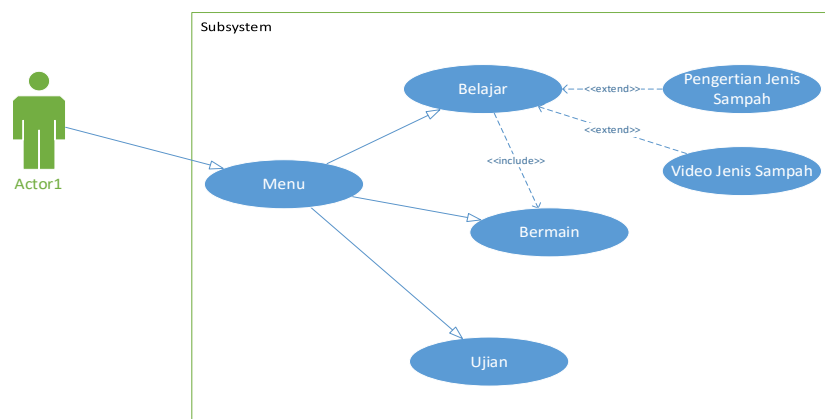 Subsystem
Belajar
<<extend>>
Pengertian Jenis
Sampah
<<extend>>
<<include>>
Video Jenis Sampah
Actor1
Menu
Bermain
Ujian